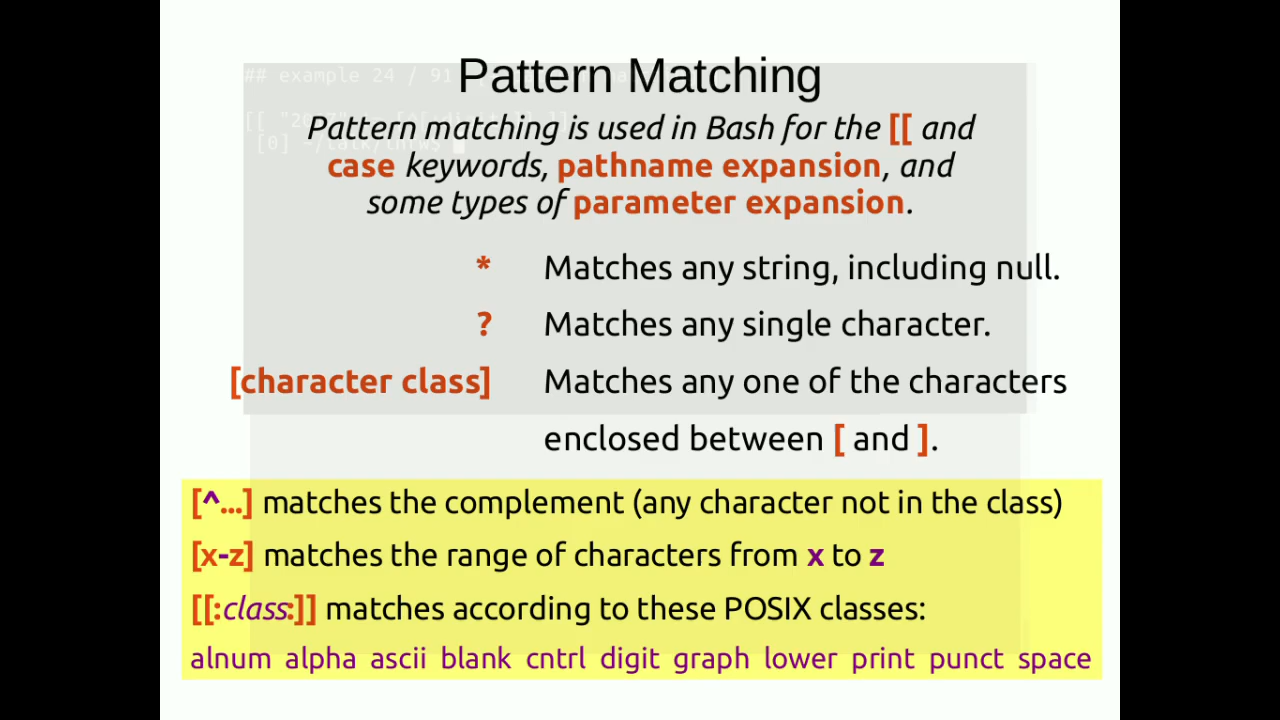 Pattern Matching
## example 24 / 91
Pattern matching is used in Bash for the [[ and
case keywords, pathname expansion, and
some types of parameter expansion.
* Matches any string, including null.
? Matches any single character.
[character class] Matches any one of the characters
enclosed between [ and ].
[^...] matches the complement (any character not in the class)
[x-z] matches the range of characters from x to z
[[:class:]] matches according to these POSIX classes:
alnum alpha ascii blank cntrl digit graph lower print punct space